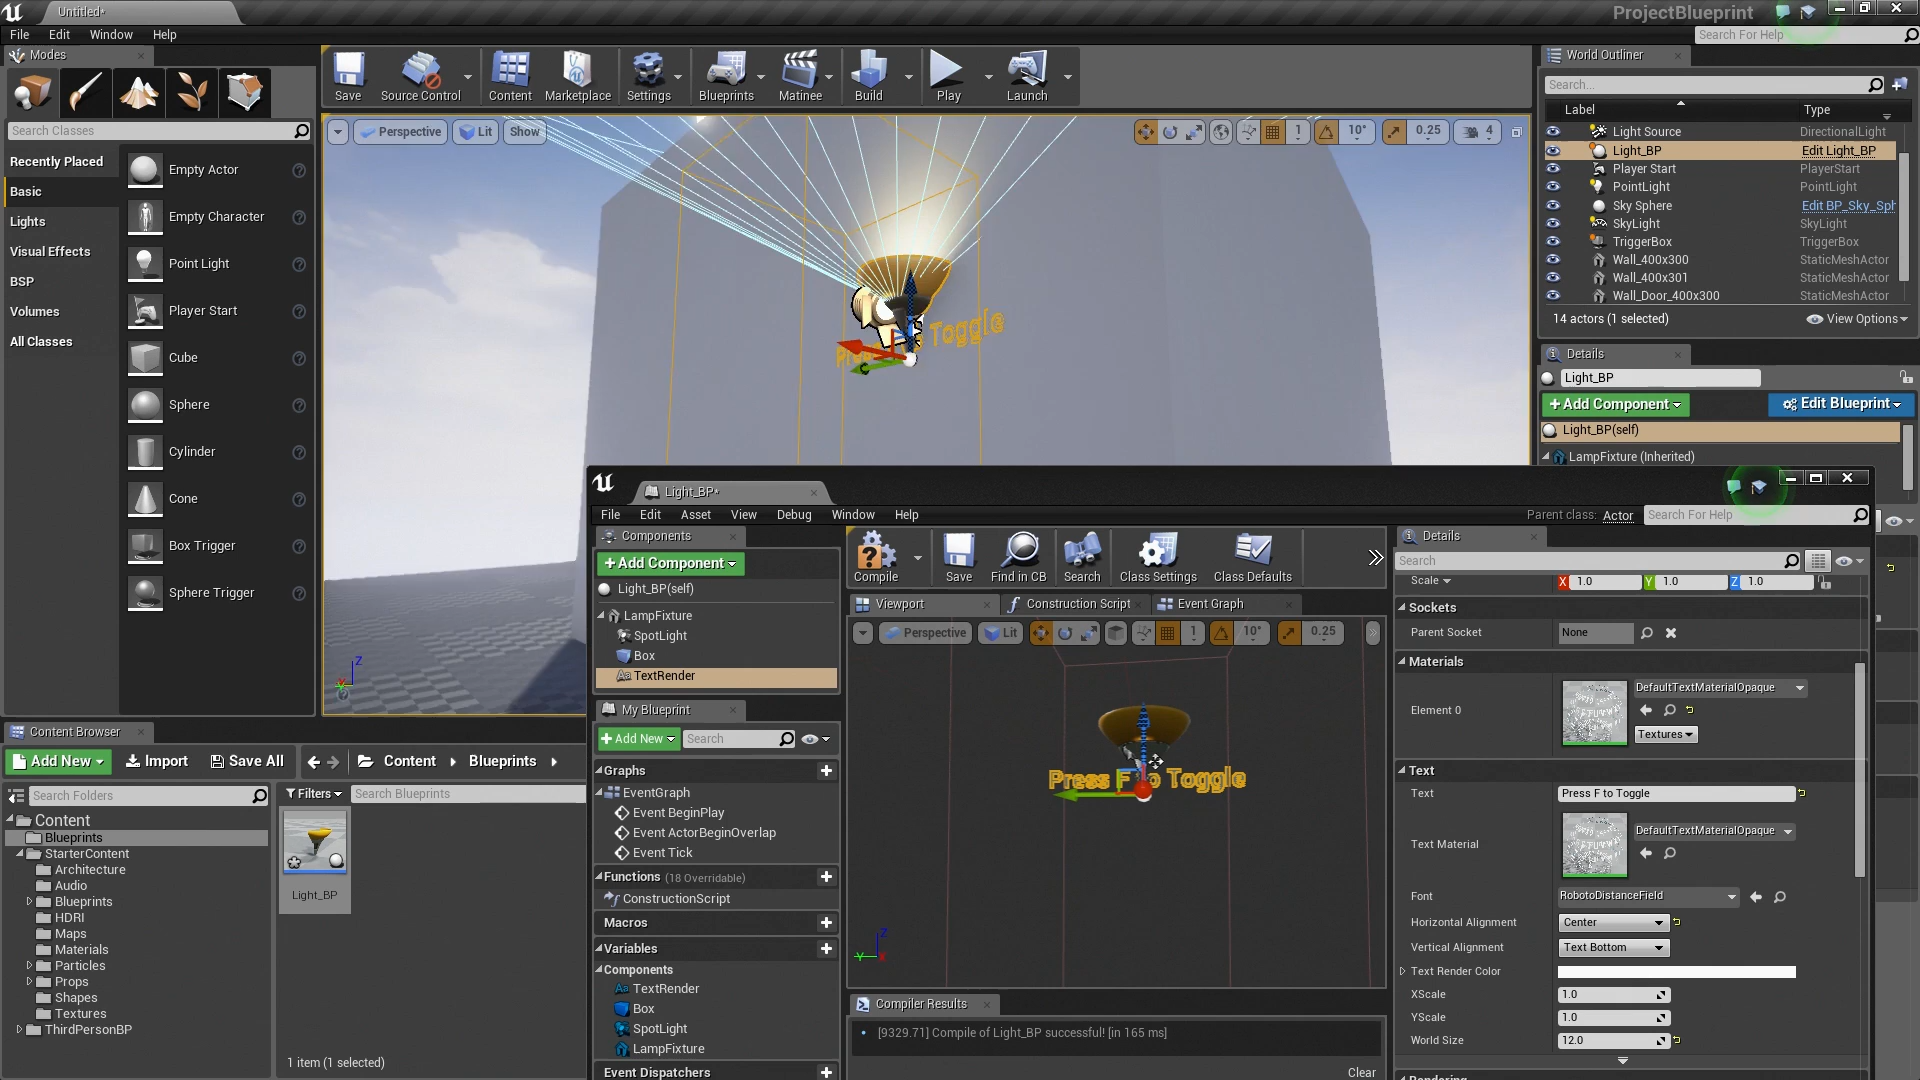 Untitled*
ProjectBlueprint
File Edit Window Help
Search For Help
Modes
Save
Source Control
Content
Marketplace
Settings
Blueprints
Matinee
Build
Play
Launch
Search Classes
Recently Placed
Basic
Lights
Visual Effects
BSP
Volumes
All Classes
Empty Actor
Empty Character
Point Light
Player Start
Cube
Sphere
Cylinder
Cone
Box Trigger
Sphere Trigger
Perspective Lit Show
1 10° 0.25 4
Toggle
World Outliner
Search...
Label Type
Light Source DirectionalLight
Light_BP Edit Light_BP
Player Start PlayerStart
PointLight PointLight
Sky Sphere Edit BP_Sky_Sph
SkyLight SkyLight
TriggerBox TriggerBox
Wall_400x300 StaticMeshActor
Wall_400x301 StaticMeshActor
Wall_Door_400x300 StaticMeshActor
14 actors (1 selected) View Options
Details
Light_BP
+Add Component Edit Blueprint
Light_BP(self)
LampFixture (Inherited)
Content Browser
Add New Import Save All Content Blueprints
Search Folders
Filters Search Blueprints
Content
Blueprints
StarterContent
Architecture
Audio
Blueprints
HDRI
Maps
Materials
Particles
Props
Shapes
Textures
ThirdPersonBP
Light_BP
1 item (1 selected)
Light_BP*
File Edit Asset View Debug Window Help
Parent class: Actor Search For Help
Components
+Add Component
Light_BP(self)
LampFixture
SpotLight
Box
TextRender
My Blueprint
+Add New Search
Graphs
EventGraph
Event BeginPlay
Event ActorBeginOverlap
Event Tick
Functions (18 Overridable)
ConstructionScript
Macros
Variables
Components
TextRender
Box
SpotLight
LampFixture
Event Dispatchers
Compile
Save
Find in CB
Search
Class Settings
Class Defaults
Viewport Construction Script Event Graph
Perspective Lit 1 10° 0.25
Press F to Toggle
Compiler Results
[9329.71] Compile of Light_BP successful! [in 165 ms]
Clear
Details
Search
Scale X 1.0 Y 1.0 Z 1.0
Sockets
Parent Socket None
Materials
Element 0 DefaultTextMaterialOpaque
Textures
Text
Text Press F to Toggle
Text Material DefaultTextMaterialOpaque
Font RobotoDistanceField
Horizontal Alignment Center
Vertical Alignment Text Bottom
Text Render Color
XScale 1.0
YScale 1.0
World Size 12.0